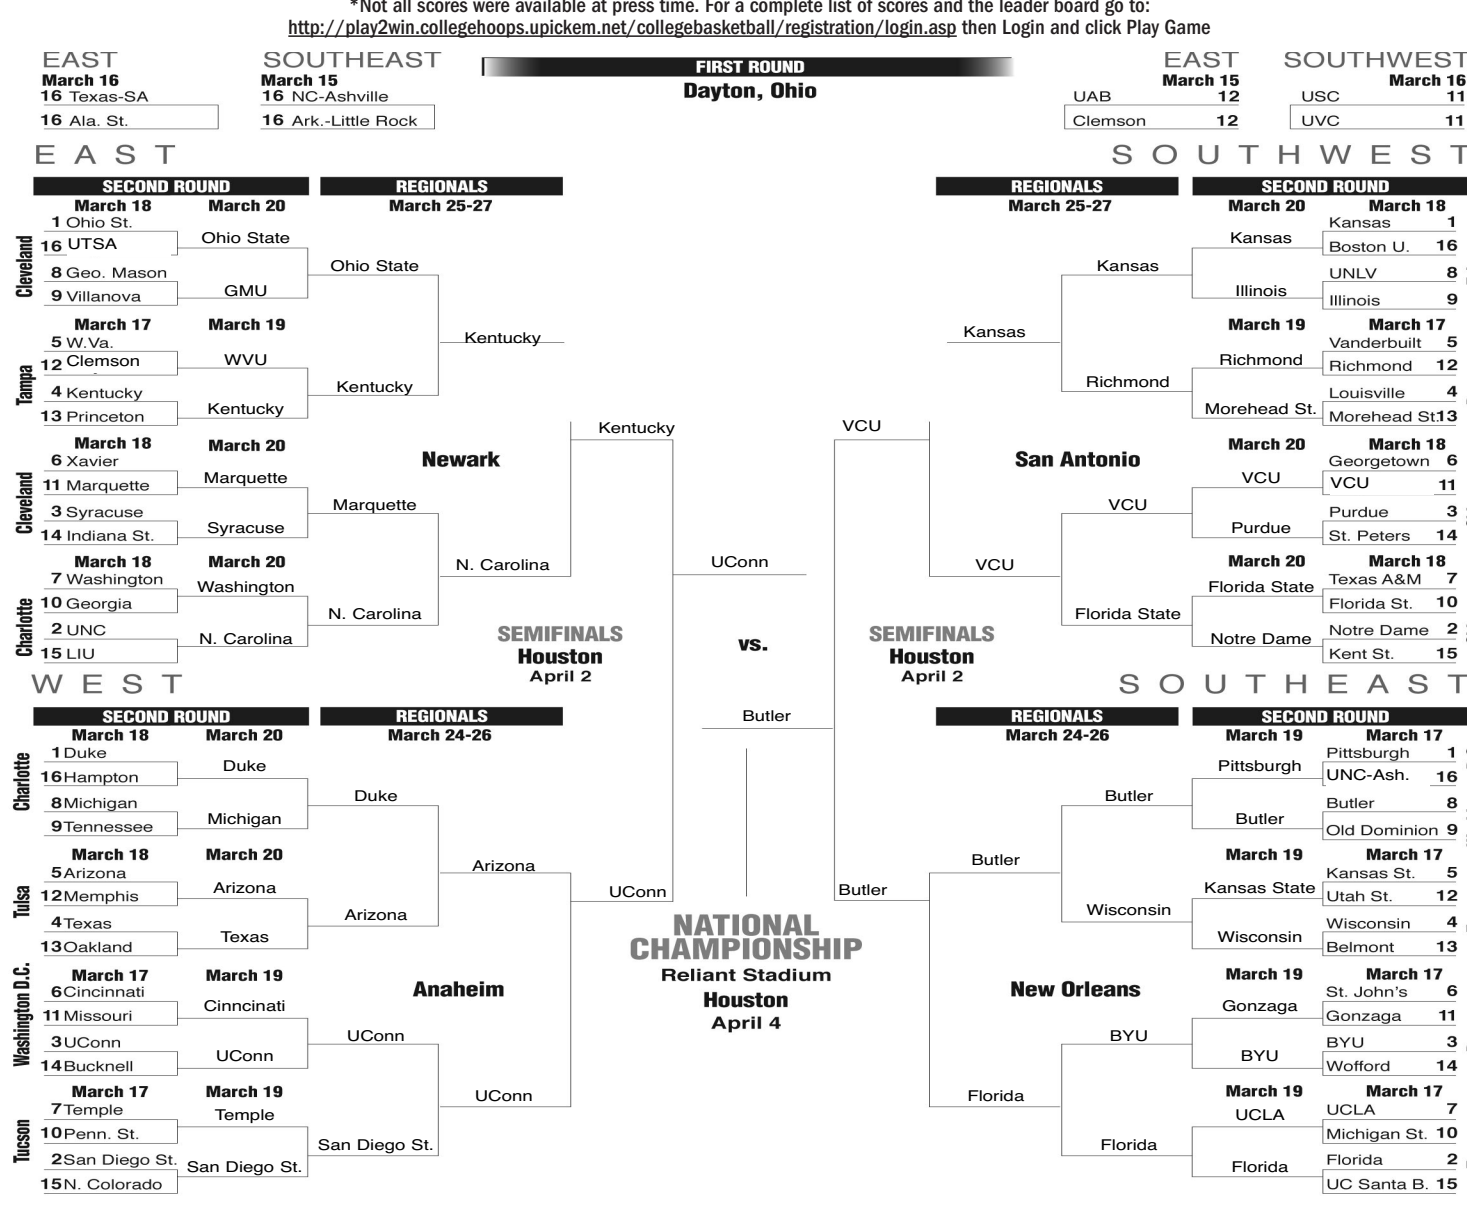 *Not all scores were available at press time. For a complete list of scores and the leader board go to:
http://play2win.collegehoops.upickem.net/collegebasketball/registration/login.asp then Login and click Play Game
EAST
March 16
16 Texas-SA
16 Ala. St.
SOUTHEAST
March 15
16 NC-Ashville
16 Ark.-Little Rock
FIRST ROUND
Dayton, Ohio
EAST
March 15
UAB 12
Clemson 12
SOUTHWEST
March 16
USC 11
UVC 11
EAST
SECOND ROUND
REGIONALS
March 18
March 20
March 25-27
Cleveland
1 Ohio St.
16 UTSA
8 Geo. Mason
9 Villanova
Ohio State
GMU
Ohio State
March 17
March 19
Tampa
5 W.Va.
12 Clemson
4 Kentucky
13 Princeton
WVU
Kentucky
Kentucky
Kentucky
March 18
March 20
Cleveland
6 Xavier
11 Marquette
3 Syracuse
14 Indiana St.
Marquette
Syracuse
Marquette
Newark
March 18
March 20
Charlotte
7 Washington
10 Georgia
2 UNC
15 LIU
Washington
N. Carolina
N. Carolina
N. Carolina
Kentucky
SEMIFINALS
Houston
April 2
WEST
SECOND ROUND
REGIONALS
March 18
March 20
March 24-26
Charlotte
1 Duke
16 Hampton
8 Michigan
9 Tennessee
Duke
Michigan
Duke
March 18
March 20
Tulsa
5 Arizona
12 Memphis
4 Texas
13 Oakland
Arizona
Texas
Arizona
Arizona
March 17
March 19
Washington D.C.
6 Cincinnati
11 Missouri
3 UConn
14 Bucknell
Cinncinati
UConn
UConn
Anaheim
March 17
March 19
Tucson
7 Temple
10 Penn. St.
2 San Diego St.
15 N. Colorado
Temple
San Diego St.
San Diego St.
UConn
UConn
UConn
vs.
Butler
NATIONAL
CHAMPIONSHIP
Reliant Stadium
Houston
April 4
SOUTHWEST
REGIONALS
SECOND ROUND
March 25-27
March 20
March 18
Kansas 1
Boston U. 16
UNLV 8
Illinois 9
Kansas
Illinois
Kansas
March 19
March 17
Vanderbuilt 5
Richmond 12
Louisville 4
Morehead St. 13
Richmond
Morehead St.
Richmond
Kansas
March 20
March 18
Georgetown 6
VCU 11
Purdue 3
St. Peters 14
VCU
Purdue
VCU
San Antonio
March 20
March 18
Texas A&M 7
Florida St. 10
Notre Dame 2
Kent St. 15
Florida State
Notre Dame
Florida State
VCU
VCU
SEMIFINALS
Houston
April 2
SOUTHEAST
REGIONALS
SECOND ROUND
March 24-26
March 19
March 17
Pittsburgh 1
UNC-Ash. 16
Butler 8
Old Dominion 9
Pittsburgh
Butler
Butler
March 19
March 17
Kansas St. 5
Utah St. 12
Wisconsin 4
Belmont 13
Kansas State
Wisconsin
Wisconsin
Butler
March 19
March 17
St. John's 6
Gonzaga 11
BYU 3
Wofford 14
Gonzaga
BYU
BYU
New Orleans
March 19
March 17
UCLA 7
Michigan St. 10
Florida 2
UC Santa B. 15
UCLA
Florida
Florida
Florida
Butler